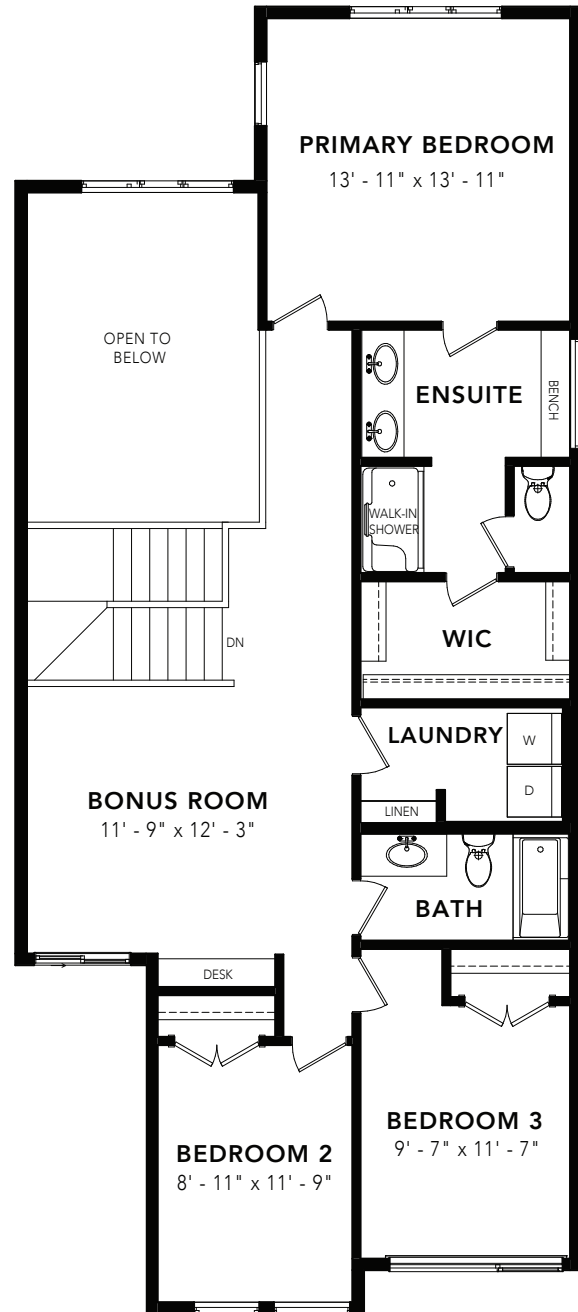 PRIMARY BEDROOM
13' - 11" x 13' - 11"
OPEN TO
BELOW
ENSUITE
BENCH
WALK-IN
SHOWER
DN
WIC
LAUNDRY
W
D
LINEN
BONUS ROOM
11' - 9" x 12' - 3"
BATH
DESK
BEDROOM 3
9' - 7" x 11' - 7"
BEDROOM 2
8' - 11" x 11' - 9"